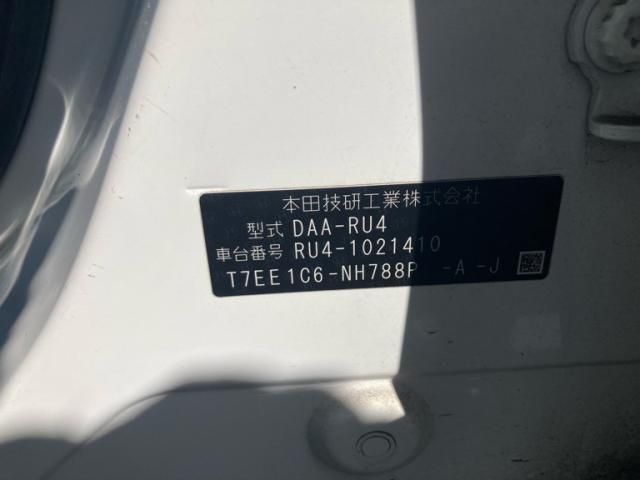 本田技研工業株式会社
型式 DAA-RU4
車台番号 RU4-1021410
T7EE1C6-NH788P -A -J